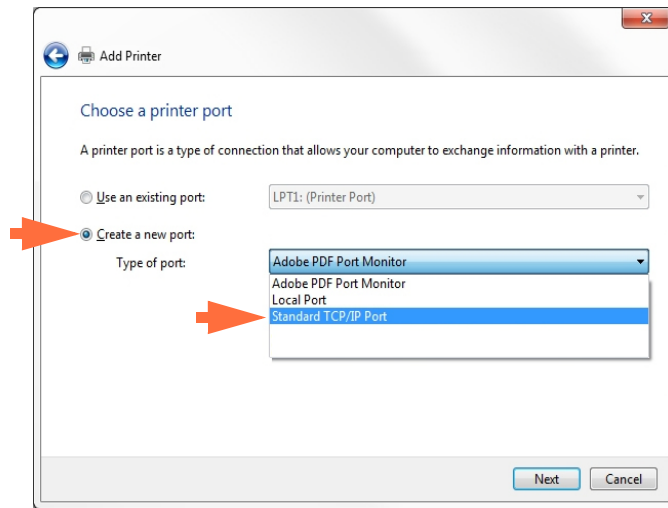 Add Printer
Choose a printer port
A printer port is a type of connection that allows your computer to exchange information with a printer.
Use an existing port:
LPT1: (Printer Port)
Create a new port:
Type of port:
Adobe PDF Port Monitor
Adobe PDF Port Monitor
Local Port
Standard TCP/IP Port
Next
Cancel